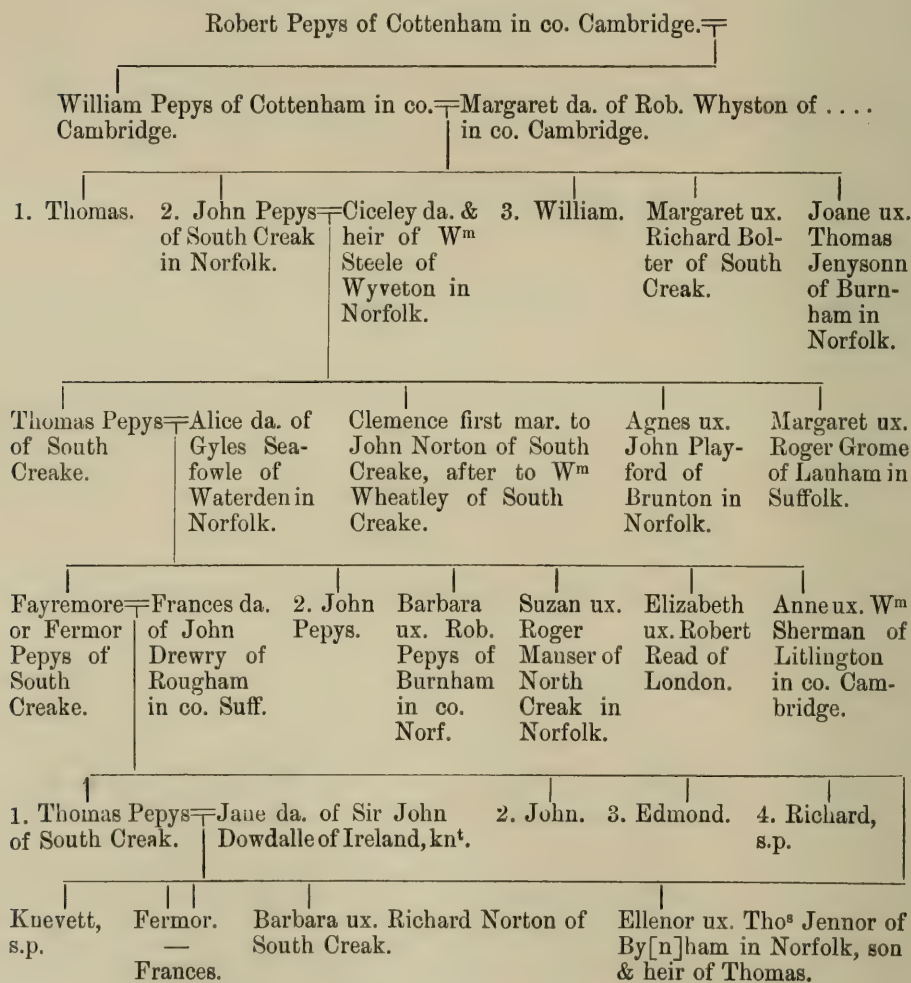 Robert Pepys of Cottenham in co. Cambridge.
William Pepys of Cottenham in co.
Cambridge.
Margaret da. of Rob. Whyston of ....
in co. Cambridge.
1. Thomas.
2. John Pepys
of South Creak
in Norfolk.
Ciceley da. &
heir of Wᵐ
Steele of
Wyveton in
Norfolk.
3. William.
Margaret ux.
Richard Bol-
ter of South
Creak.
Joane ux.
Thomas
Jenysonn
of Burn-
ham in
Norfolk.
Thomas Pepys
of South
Creake.
Alice da. of
Gyles Sea-
fowle of
Waterden in
Norfolk.
Clemence first mar. to
John Norton of South
Creake, after to Wᵐ
Wheatley of South
Creake.
Agnes ux.
John Play-
ford of
Brunton in
Norfolk.
Margaret ux.
Roger Grome
of Lanham in
Suffolk.
Fayremore
or Fermor
Pepys of
South
Creake.
Frances da.
of John
Drewry of
Rougham
in co. Suff.
2. John
Pepys.
Barbara
ux. Rob.
Pepys of
Burnham
in co.
Norf.
Suzan ux.
Roger
Manser of
North
Creak in
Norfolk.
Elizabeth
ux. Robert
Read of
London.
Anne ux. Wᵐ
Sherman of
Litlington
in co. Cam-
bridge.
1. Thomas Pepys
of South Creak.
Jane da. of Sir John
Dowdalle of Ireland, knᵗ.
2. John.
3. Edmond.
4. Richard,
s.p.
Knevett,
s.p.
Fermor.
—
Frances.
Barbara ux. Richard Norton of
South Creak.
Ellenor ux. Thoˢ Jennor of
By[n]ham in Norfolk, son
& heir of Thomas.